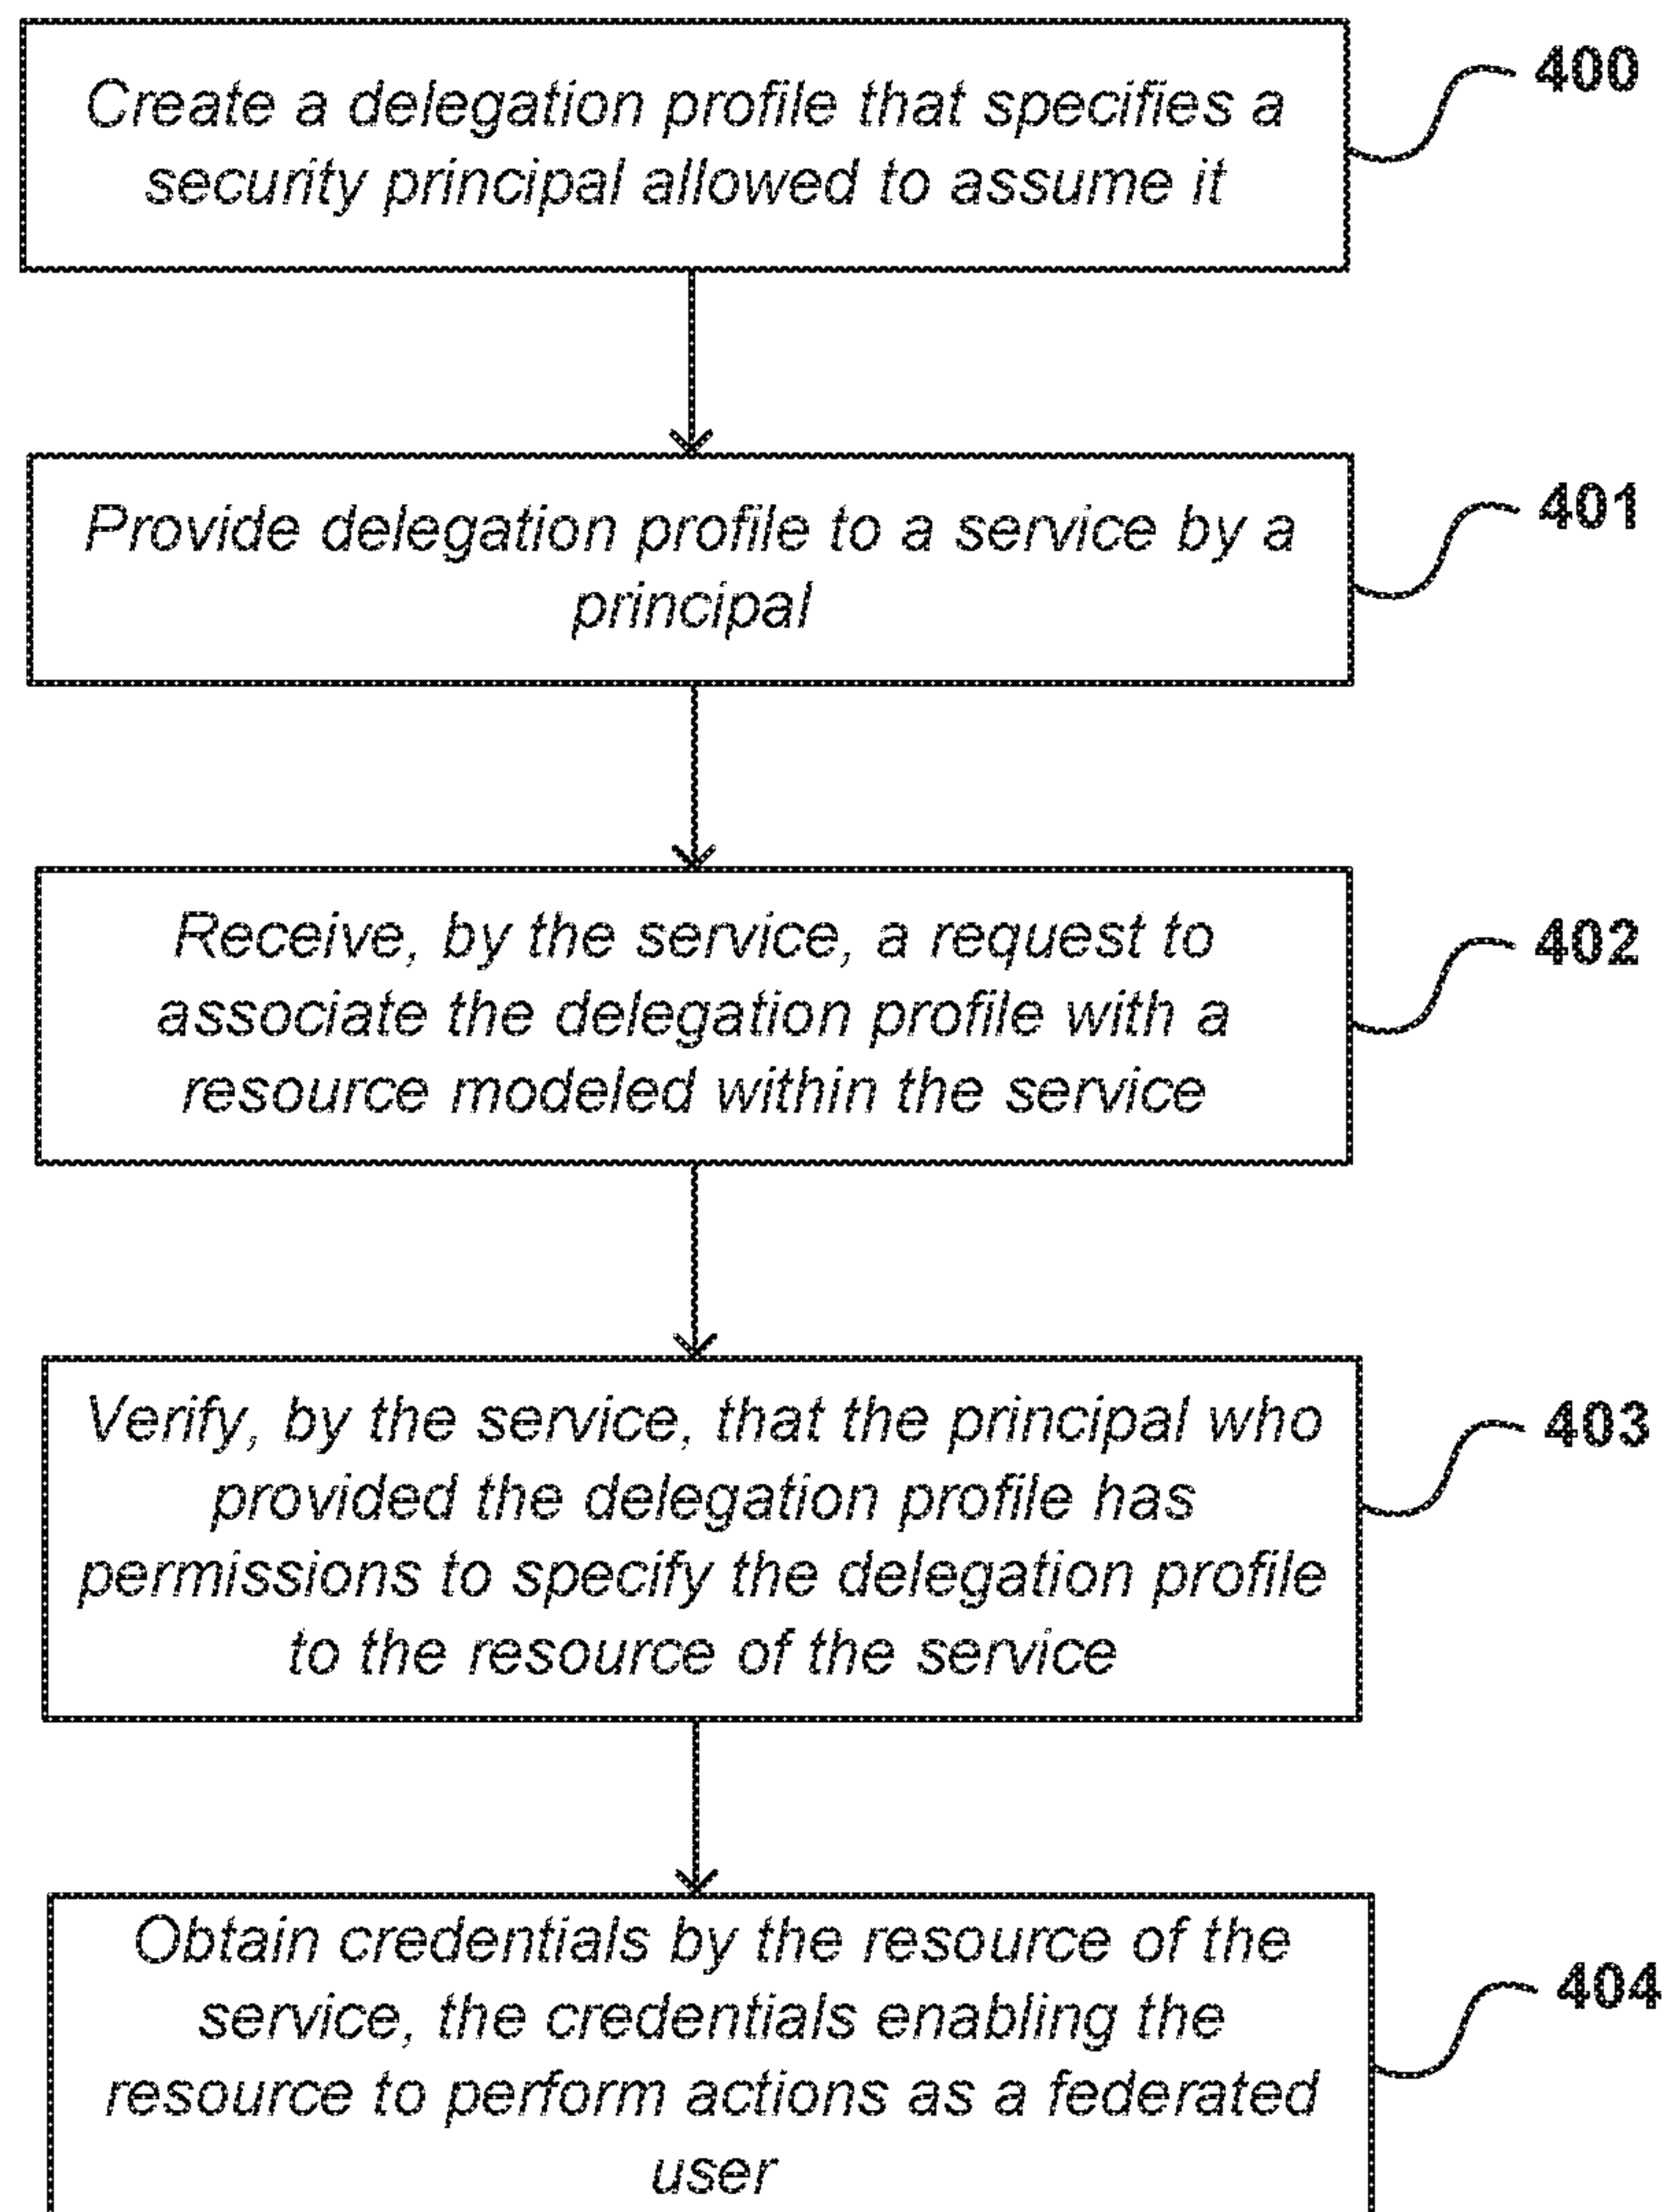 Create a delegation profile that specifies a
security principal allowed to assume it
400
Provide delegation profile to a service by a
principal
401
Receive, by the service, a request to
associate the delegation profile with a
resource modeled within the service
402
Verify, by the service, that the principal who
provided the delegation profile has
permissions to specify the delegation profile
to the resource of the service
403
Obtain credentials by the resource of the
service, the credentials enabling the
resource to perform actions as a federated
user
404